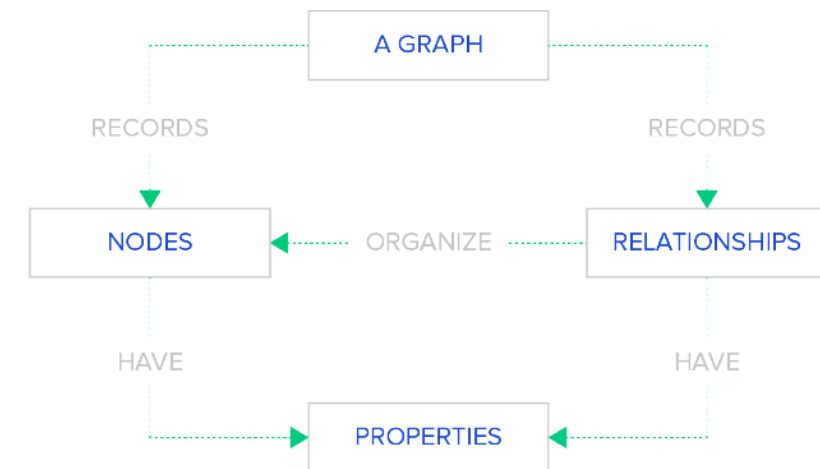 A GRAPH
RECORDS
RECORDS
NODES
ORGANIZE
RELATIONSHIPS
HAVE
HAVE
PROPERTIES